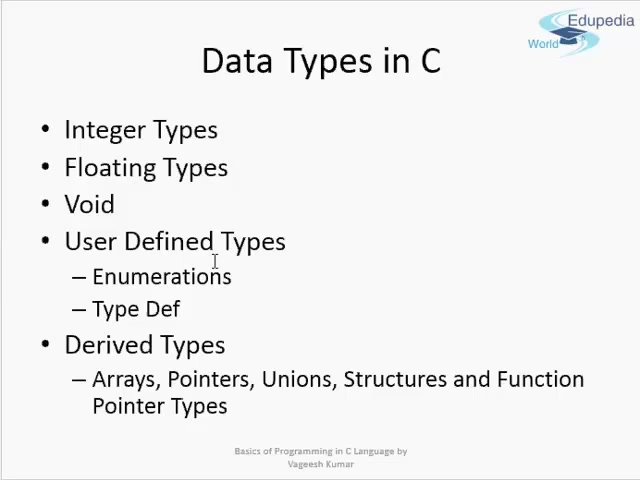 Edupedia
World
Data Types in C
• Integer Types
• Floating Types
• Void
• User Defined Types
– Enumerations
– Type Def
• Derived Types
– Arrays, Pointers, Unions, Structures and Function
Pointer Types
Basics of Programming in C Language by
Vageesh Kumar